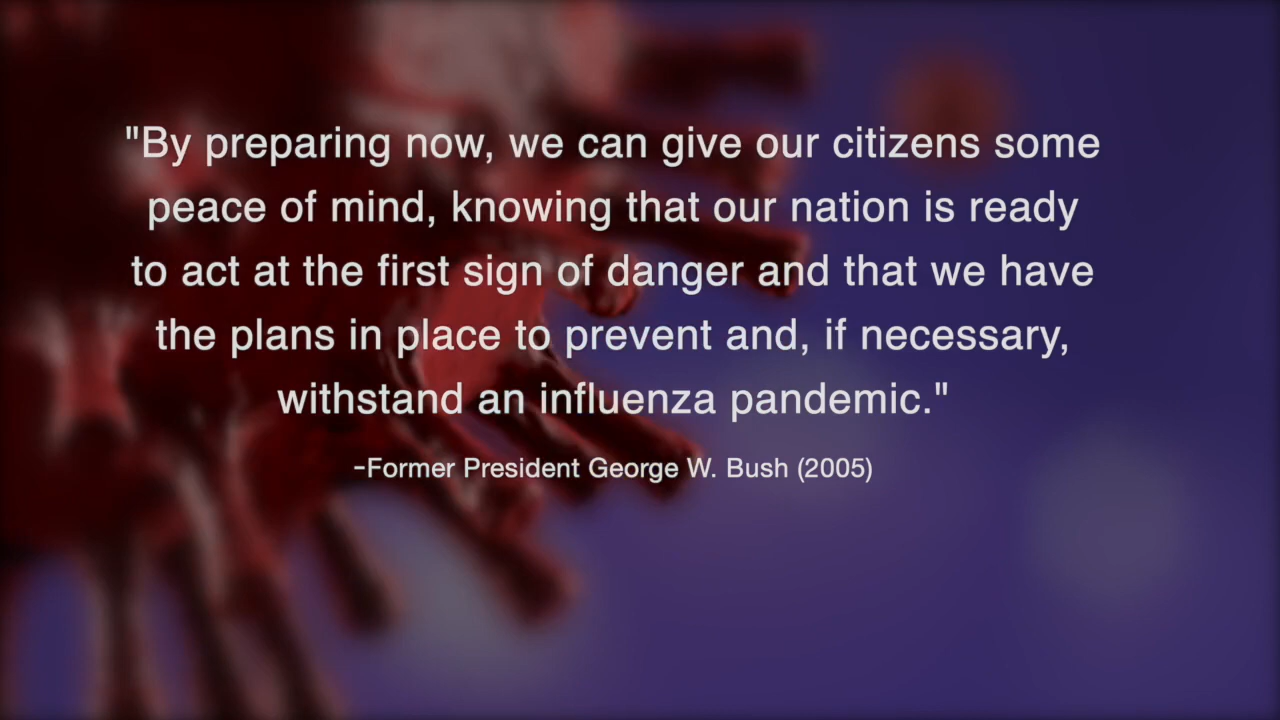 "By preparing now, we can give our citizens some
peace of mind, knowing that our nation is ready
to act at the first sign of danger and that we have
the plans in place to prevent and, if necessary,
withstand an influenza pandemic."
-Former President George W. Bush (2005)